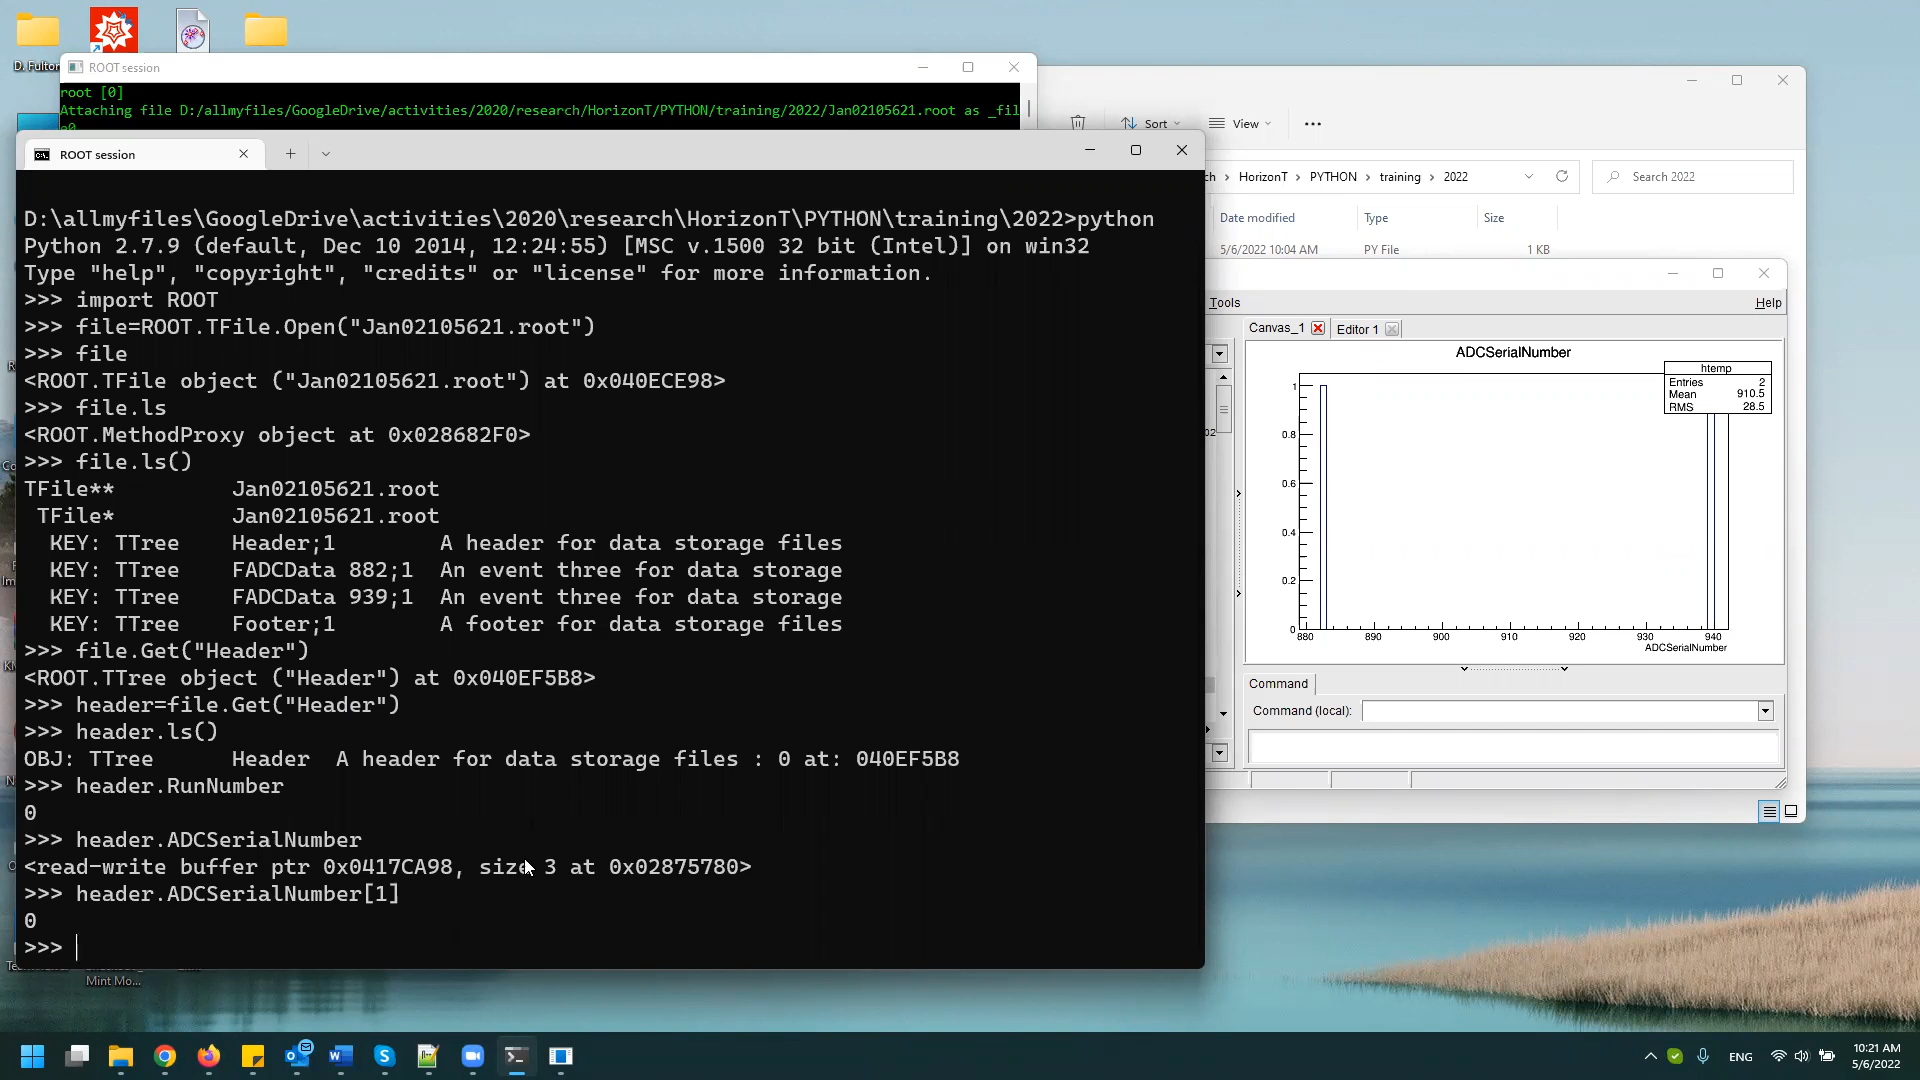 D. Fulton
ROOT session
root [0]
Attaching file D:/allmyfiles/GoogleDrive/activities/2020/research/HorizonT/PYTHON/training/2022/Jan02105621.root as _fil
e0
ROOT session
D:\allmyfiles\GoogleDrive\activities\2020\research\HorizonT\PYTHON\training\2022>python
Python 2.7.9 (default, Dec 10 2014, 12:24:55) [MSC v.1500 32 bit (Intel)] on win32
Type "help", "copyright", "credits" or "license" for more information.
>>> import ROOT
>>> file=ROOT.TFile.Open("Jan02105621.root")
>>> file
<ROOT.TFile object ("Jan02105621.root") at 0x040ECE98>
>>> file.ls
<ROOT.MethodProxy object at 0x028682F0>
>>> file.ls()
TFile** Jan02105621.root
TFile* Jan02105621.root
KEY: TTree Header;1 A header for data storage files
KEY: TTree FADCData 882;1 An event three for data storage
KEY: TTree FADCData 939;1 An event three for data storage
KEY: TTree Footer;1 A footer for data storage files
>>> file.Get("Header")
<ROOT.TTree object ("Header") at 0x040EF5B8>
>>> header=file.Get("Header")
>>> header.ls()
OBJ: TTree Header A header for data storage files : 0 at: 040EF5B8
>>> header.RunNumber
0
>>> header.ADCSerialNumber
<read-write buffer ptr 0x0417CA98, size 3 at 0x02875780>
>>> header.ADCSerialNumber[1]
0
>>>
Mint Mo...
Sort
View
ch > HorizonT > PYTHON > training > 2022
Search 2022
Date modified
Type
Size
5/6/2022 10:04 AM
PY File
1 KB
Tools
Help
Canvas_1
Editor 1
ADCSerialNumber
htemp
Entries 2
Mean 910.5
RMS 28.5
1
0.8
0.6
0.4
0.2
0
880 890 900 910 920 930 940
ADCSerialNumber
02
Command
Command (local):
ENG
10:21 AM
5/6/2022